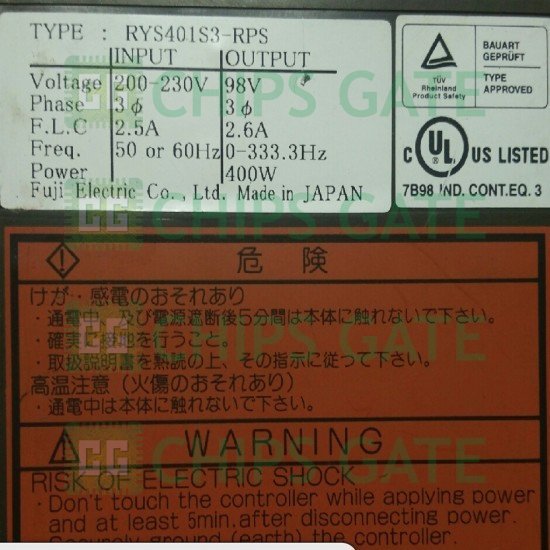 TYPE : RYS401S3-RPS
INPUT OUTPUT
Voltage 200-230V 98V
Phase 3φ 3φ
F.L.C 2.5A 2.6A
Freq. 50 or 60Hz 0-333.3Hz
Power 400W
Fuji Electric Co., Ltd. Made in JAPAN
TÜV
Rheinland
Product Safety
BAUART
GEPRÜFT
TYPE
APPROVED
C UL US LISTED
7B98 IND. CONT.EQ. 3
危険
けが・感電のおそれあり
・通電中、及び電源遮断後5分間は本体に触れないで下さい。
・確実に接地を行うこと。
・取扱説明書を熟読の上、その指示に従って下さい。
高温注意（火傷のおそれあり）
・通電中は本体に触れないで下さい。
WARNING
RISK OF ELECTRIC SHOCK
・Don't touch the controller while applying power
and at least 5min. after disconnecting power.
Securely ground (earth) the controller.
CHIPS GATE
CHIPS GATE
CHIPS GATE